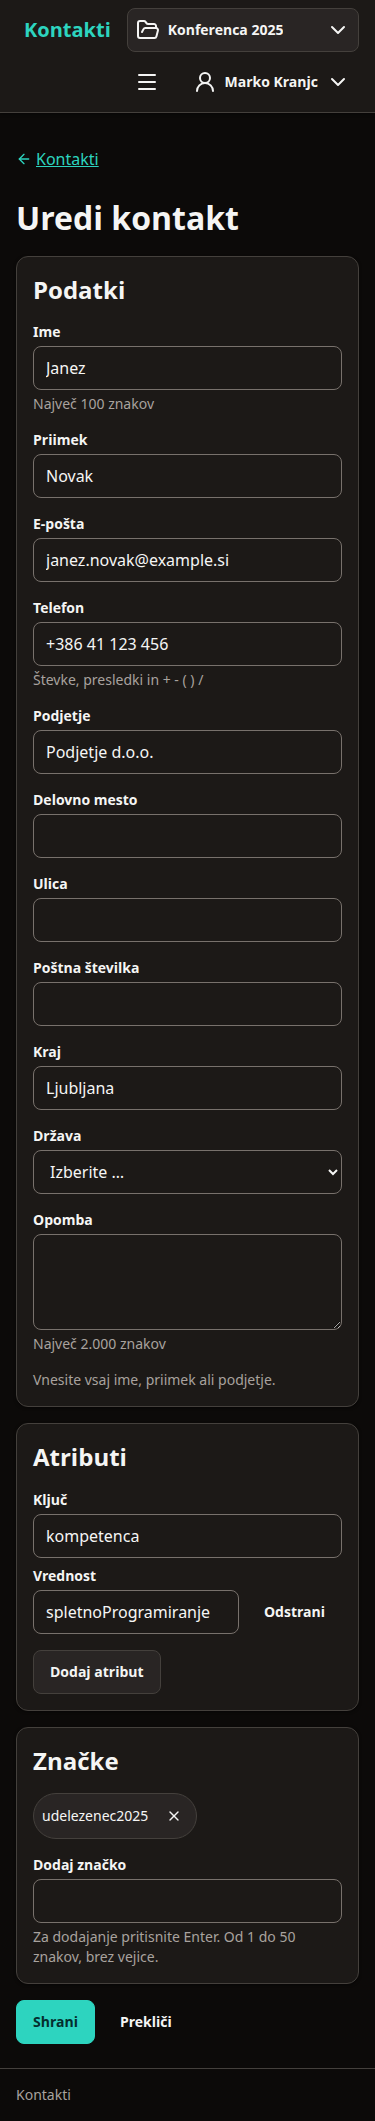 Kontakti
Konferenca 2025
Marko Kranjc
← Kontakti
Uredi kontakt
Podatki
Ime
Janez
Največ 100 znakov
Priimek
Novak
E-pošta
janez.novak@example.si
Telefon
+386 41 123 456
Števke, presledki in + - ( ) /
Podjetje
Podjetje d.o.o.
Delovno mesto
Ulica
Poštna številka
Kraj
Ljubljana
Država
Izberite ...
Opomba
Največ 2.000 znakov
Vnesite vsaj ime, priimek ali podjetje.
Atributi
Ključ
kompetenca
Vrednost
spletnoProgramiranje
Odstrani
Dodaj atribut
Značke
udelezenec2025
Dodaj značko
Za dodajanje pritisnite Enter. Od 1 do 50
znakov, brez vejice.
Shrani
Prekliči
Kontakti